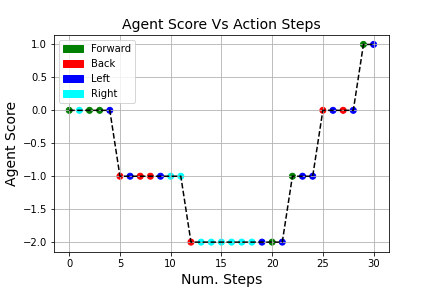 Agent Score Vs Action Steps
Agent Score
1.0
0.5
0.0
−0.5
−1.0
−1.5
−2.0
Forward
Back
Left
Right
0 5 10 15 20 25 30
Num. Steps